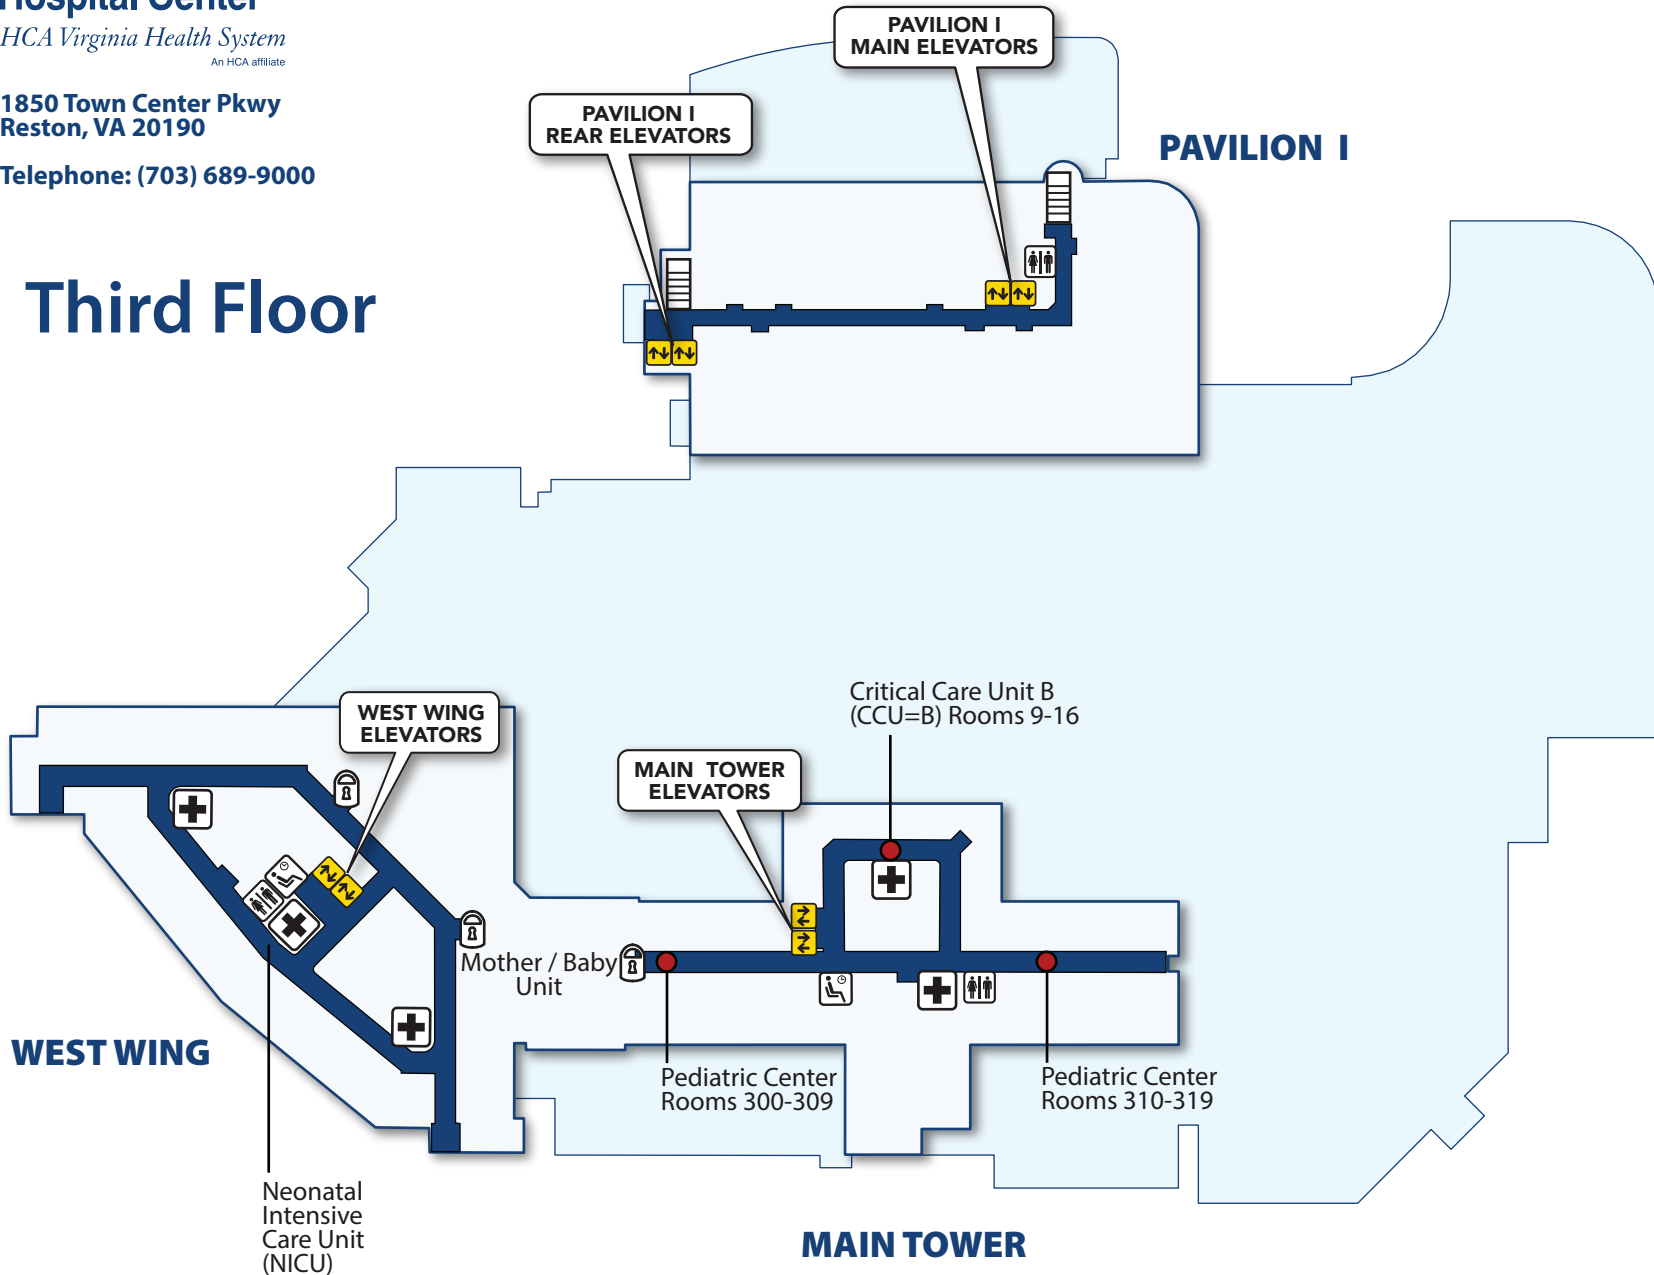 Hospital Center
HCA Virginia Health System
An HCA affiliate
1850 Town Center Pkwy
Reston, VA 20190
Telephone: (703) 689-9000
Third Floor
PAVILION I
MAIN ELEVATORS
PAVILION I
REAR ELEVATORS
PAVILION I
WEST WING
ELEVATORS
MAIN TOWER
ELEVATORS
Critical Care Unit B
(CCU=B) Rooms 9-16
Mother / Baby
Unit
WEST WING
Pediatric Center
Rooms 300-309
Pediatric Center
Rooms 310-319
Neonatal
Intensive
Care Unit
(NICU)
MAIN TOWER